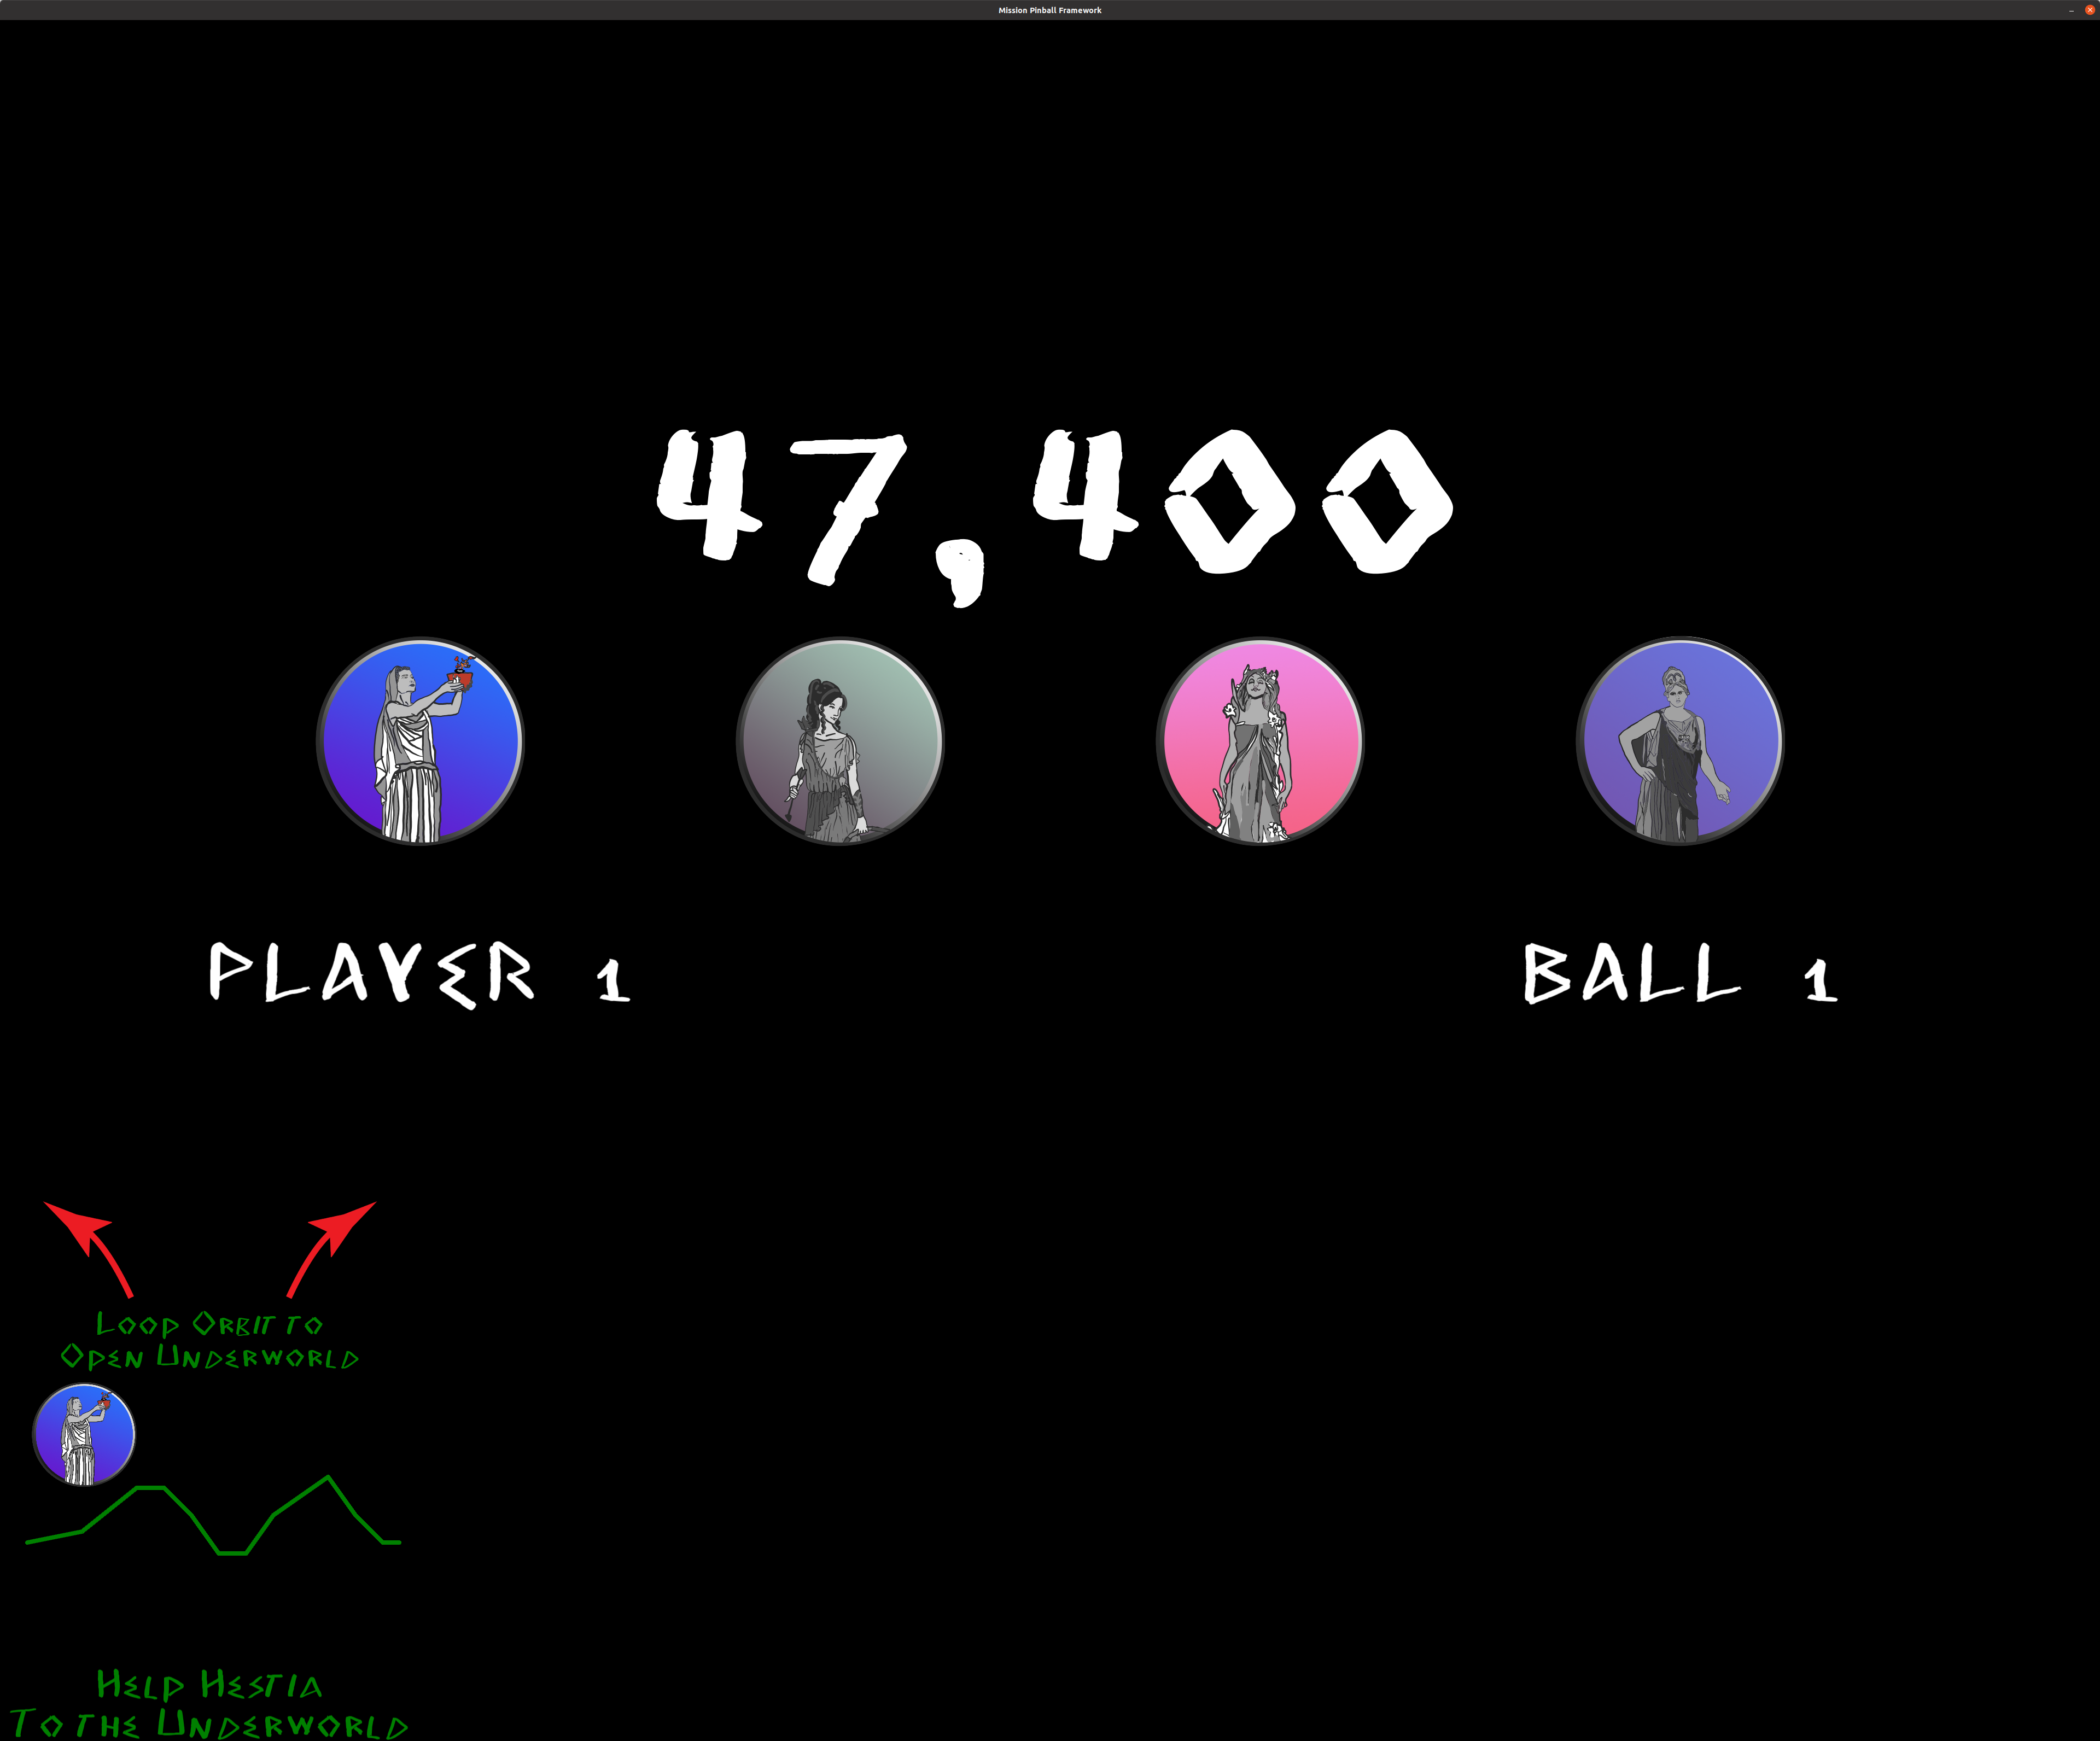 Mission Pinball Framework
47,400
PLAYER 1
BALL 1
Loop Orbit to
Open Underworld
Help Hestia
To the Underworld